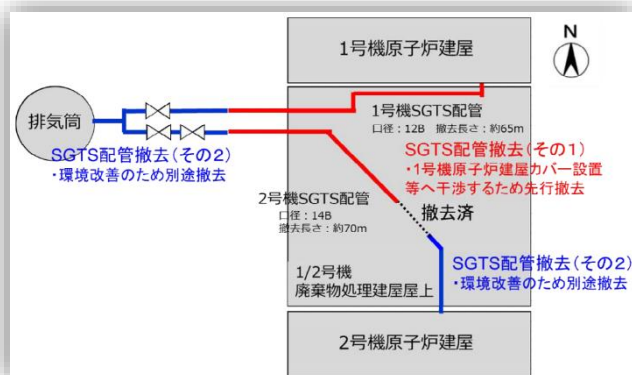 1号機原子炉建屋
N
排気筒
1号機SGTS配管
口径:12B 撤去長さ:約65m
SGTS配管撤去(その2)
・環境改善のため別途撤去
SGTS配管撤去(その1)
・1号機原子炉建屋カバー設置
等へ干渉するため先行撤去
2号機SGTS配管
口径:14B
撤去長さ:約70m
撤去済
SGTS配管撤去(その2)
・環境改善のため別途撤去
1/2号機
廃棄物処理建屋屋上
2号機原子炉建屋